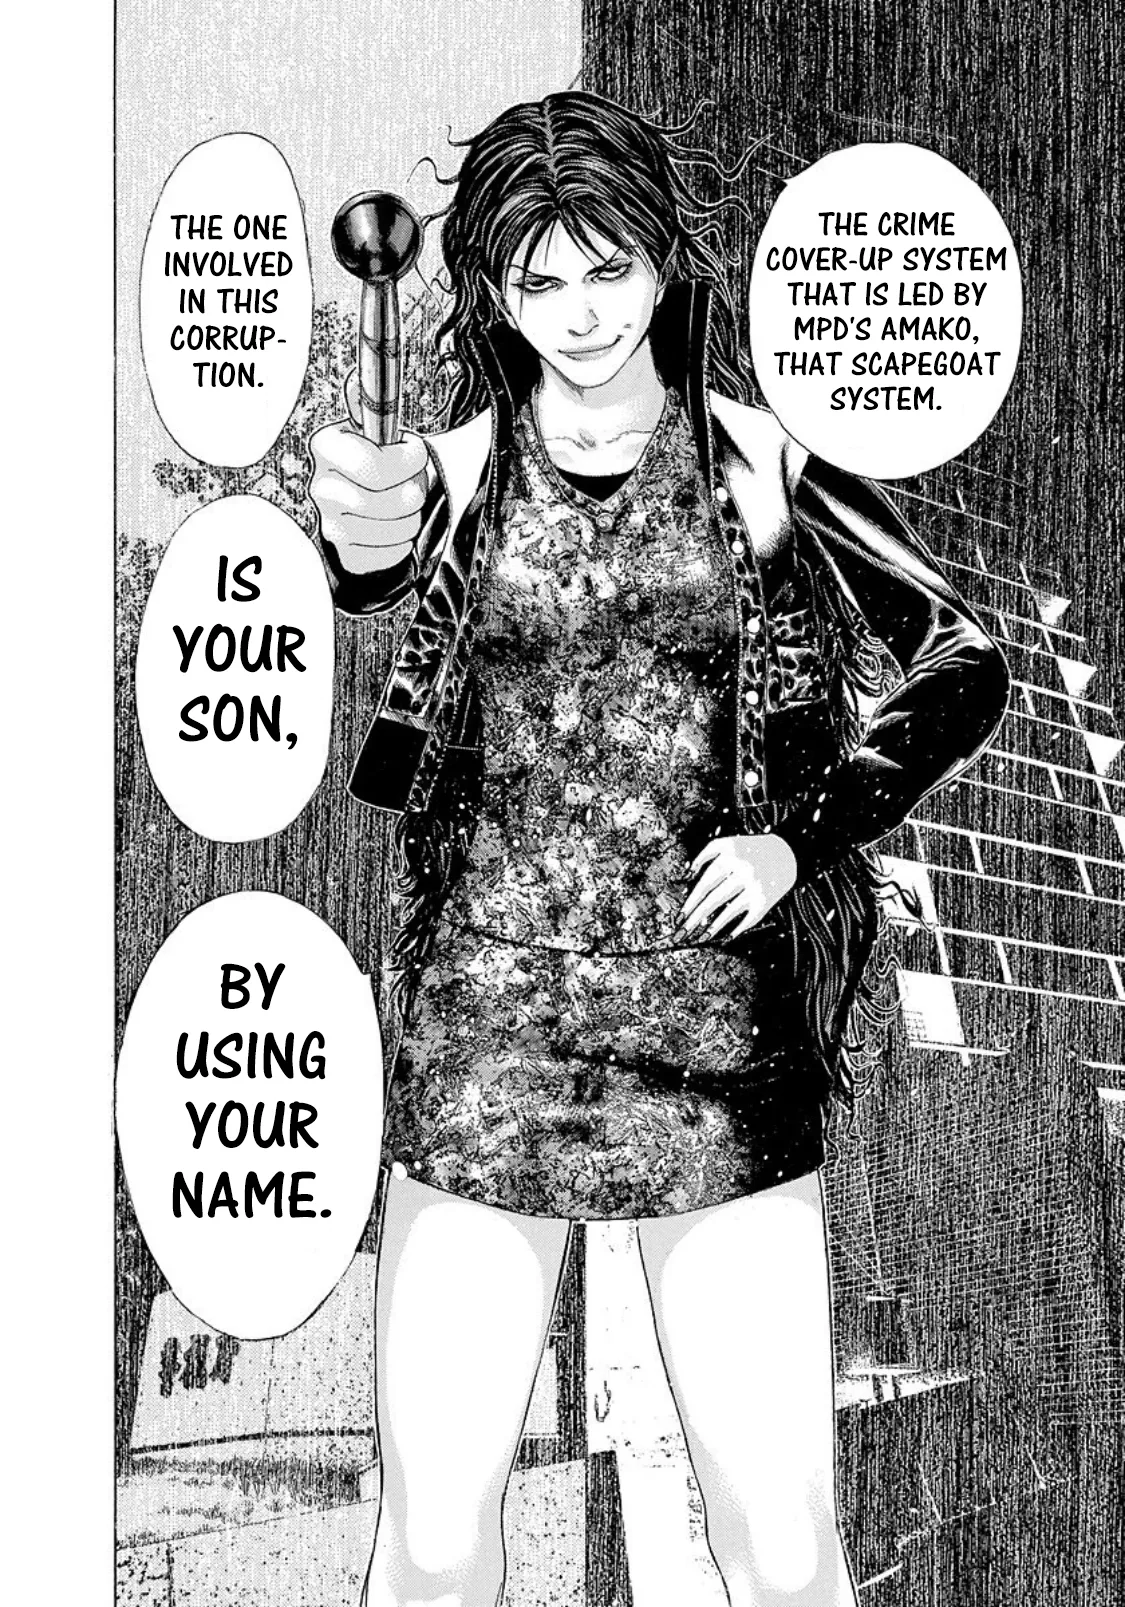 THE CRIME
COVER-UP SYSTEM
THAT IS LED BY
MPD'S AMAKO,
THAT SCAPEGOAT
SYSTEM.
THE ONE
INVOLVED
IN THIS
CORRUP-
TION.
IS
YOUR
SON,
BY
USING
YOUR
NAME.